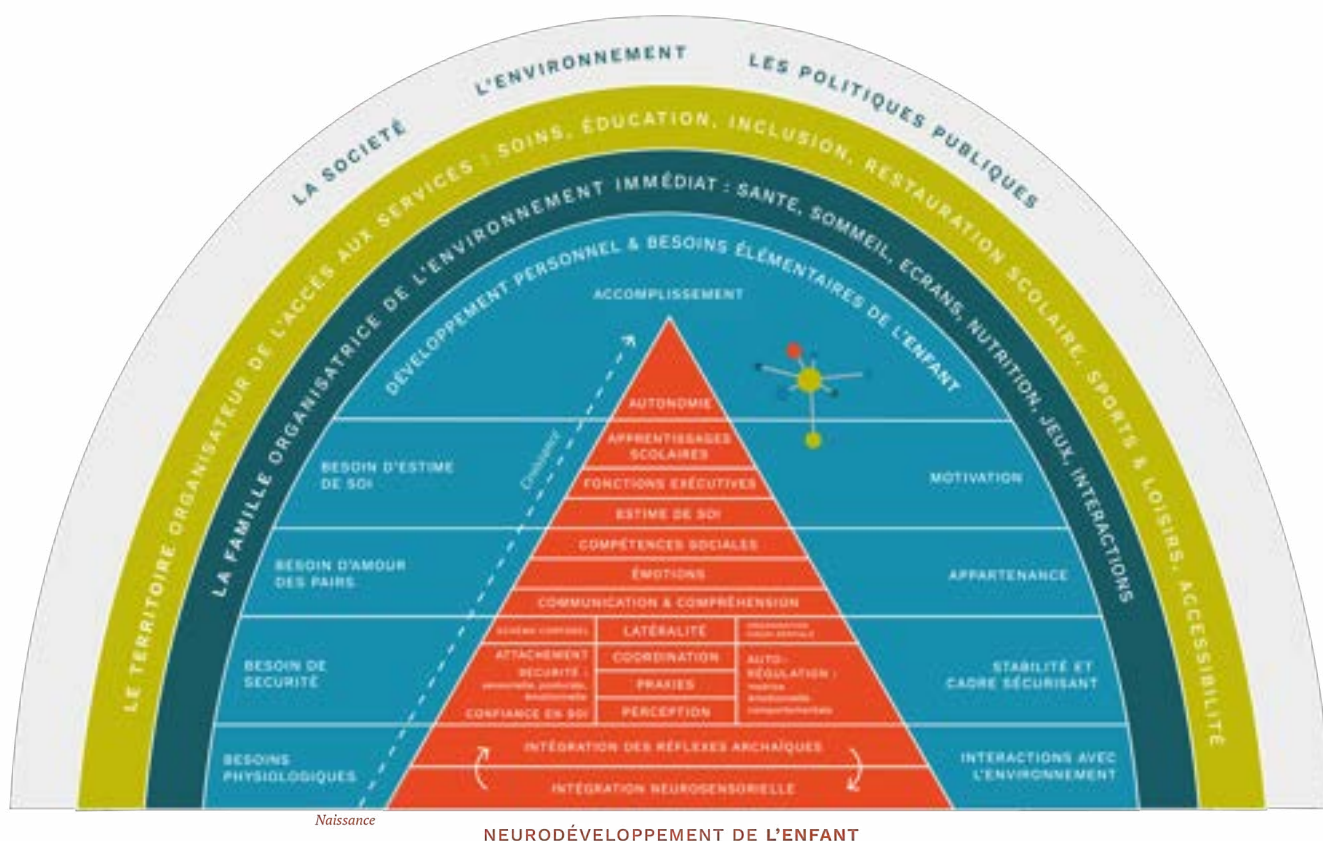 LA SOCIETÉ
L'ENVIRONNEMENT
LES POLITIQUES PUBLIQUES
LE TERRITOIRE ORGANISATEUR DE L'ACCÈS AUX SERVICES : SOINS, ÉDUCATION, INCLUSION, RESTAURATION SCOLAIRE, SPORTS & LOISIRS, ACCESSIBILITÉ
LA FAMILLE ORGANISATRICE DE L'ENVIRONNEMENT IMMÉDIAT : SANTE, SOMMEIL, ECRANS, NUTRITION, JEUX, INTERACTIONS
DÉVELOPPEMENT PERSONNEL & BESOINS ÉLÉMENTAIRES DE L'ENFANT
ACCOMPLISSEMENT
Croissance
AUTONOMIE
BESOIN D'ESTIME
DE SOI
APPRENTISSAGES
SCOLAIRES
FONCTIONS EXÉCUTIVES
ESTIME DE SOI
MOTIVATION
BESOIN D'AMOUR
DES PAIRS
COMPÉTENCES SOCIALES
ÉMOTIONS
COMMUNICATION & COMPRÉHENSION
APPARTENANCE
BESOIN DE
SECURITÉ
SCHÉMA CORPOREL
ATTACHEMENT
SÉCURITÉ :
CONFIANCE EN SOI
LATÉRALITÉ
COORDINATION
PRAXIES
PERCEPTION
AUTO-
RÉGULATION :
motrice,
émotionnelle,
comportementale
STABILITÉ ET
CADRE SÉCURISANT
BESOINS
PHYSIOLOGIQUES
INTÉGRATION DES RÉFLEXES ARCHAÏQUES
INTÉGRATION NEUROSENSORIELLE
INTERACTIONS AVEC
L'ENVIRONNEMENT
Naissance
NEURODÉVELOPPEMENT DE L'ENFANT